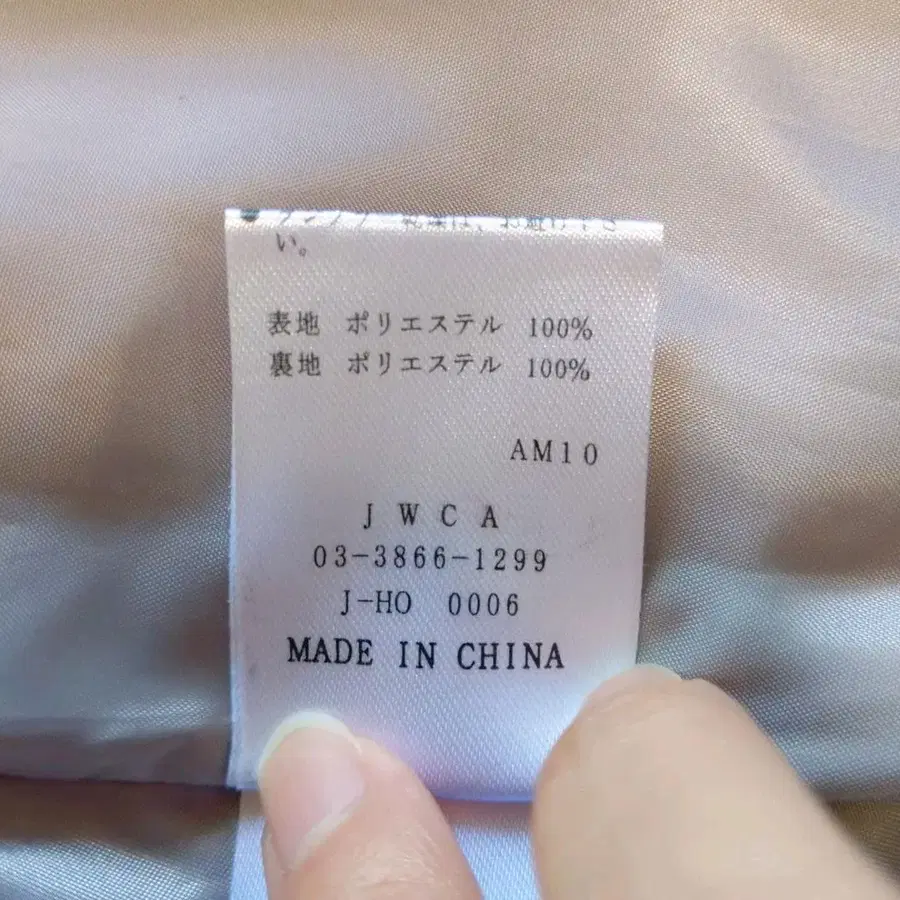 い。
表地 ポリエステル 100%
裏地 ポリエステル 100%
AM10
J W C A
03-3866-1299
J-HO 0006
MADE IN CHINA